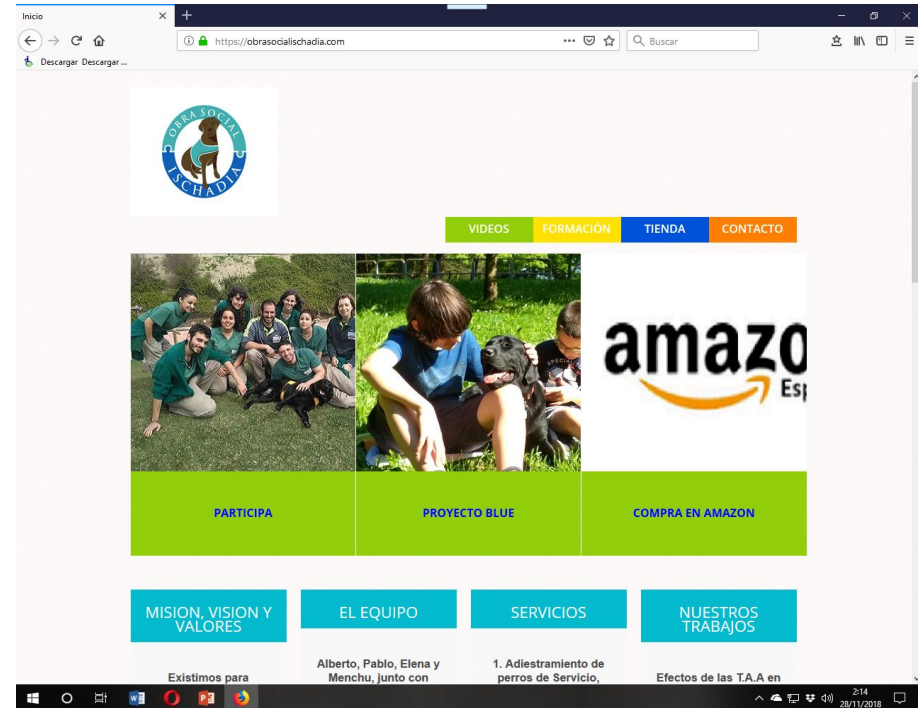 Inicio
https://obrasocialischadia.com
Buscar
Descargar Descargar ...
OBRA SOCIAL
ISCHADIA
VIDEOS FORMACIÓN TIENDA CONTACTO
amazo
Esp
PARTICIPA PROYECTO BLUE COMPRA EN AMAZON
MISION, VISION Y
VALORES
EL EQUIPO
SERVICIOS
NUESTROS
TRABAJOS
Existimos para
Alberto, Pablo, Elena y
Menchu, junto con
1. Adiestramiento de
perros de Servicio,
Efectos de las T.A.A en
2:14
28/11/2018